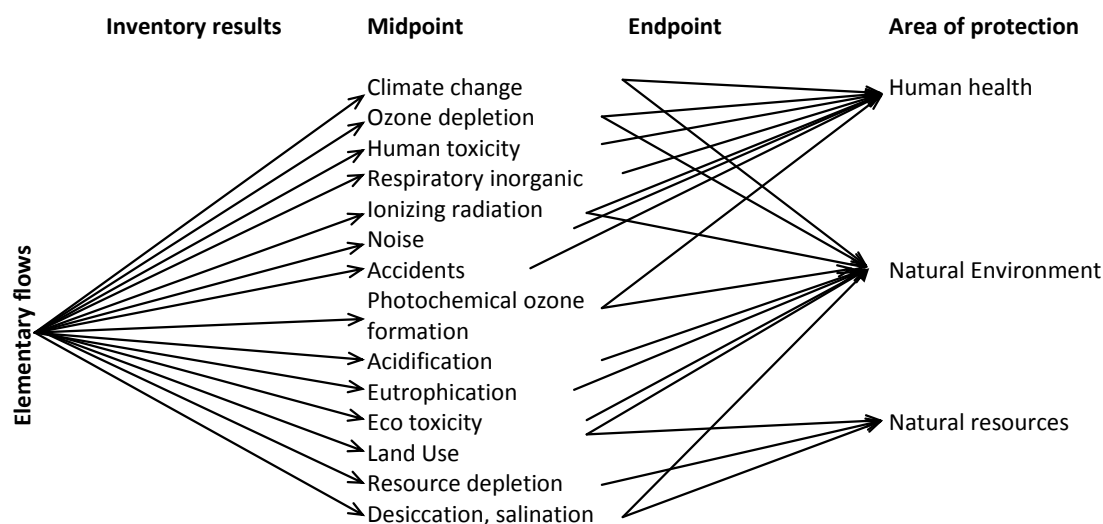 Inventory results
Midpoint
Endpoint
Area of protection
Elementary flows
Climate change
Ozone depletion
Human toxicity
Respiratory inorganic
Ionizing radiation
Noise
Accidents
Photochemical ozone
formation
Acidification
Eutrophication
Eco toxicity
Land Use
Resource depletion
Desiccation, salination
Human health
Natural Environment
Natural resources